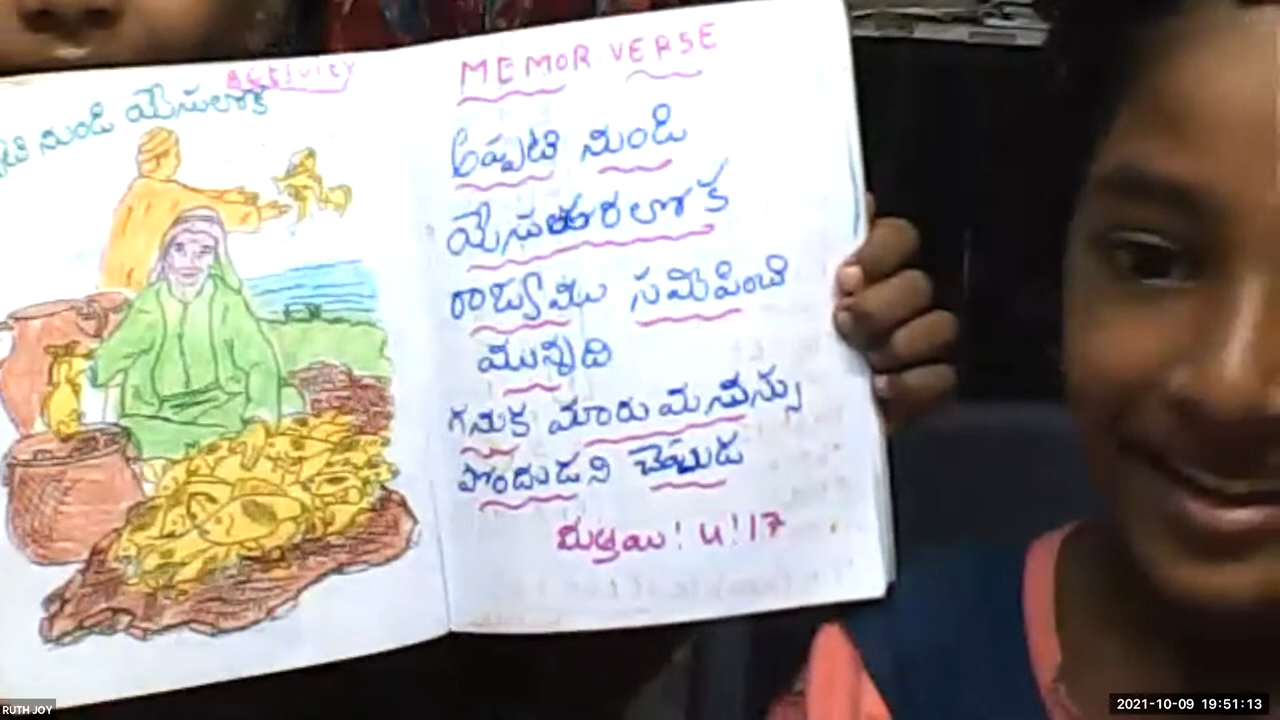 Activity
నుండి యేసులోక
MEMOR VERSE
అప్పటి నుండి
రాజ్యము సమిపించి
మున్నది
గనుక మారు మనస్సు
పొందుడని చెప్పుడ
మత్తయి! 4!17
RUTH JOY
2021-10-09 19:51:13